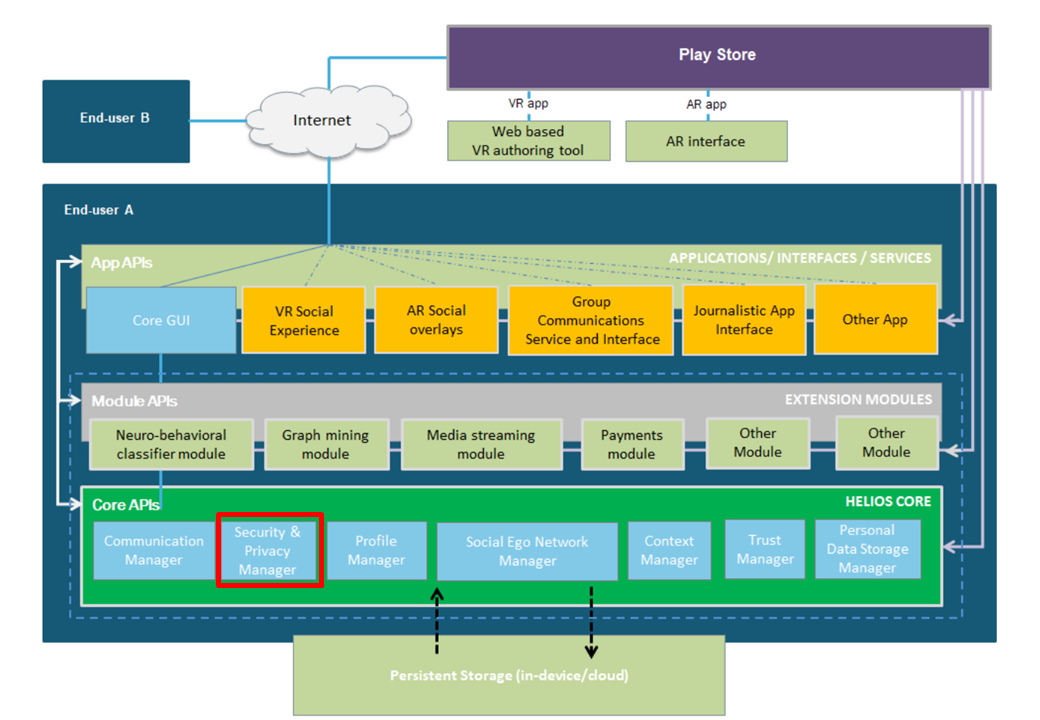 Play Store
End-user B
Internet
VR app
AR app
Web based
VR authoring tool
AR interface
End-user A
App APIs
APPLICATIONS/ INTERFACES / SERVICES
Core GUI
VR Social
Experience
AR Social
overlays
Group
Communications
Service and Interface
Journalistic App
Interface
Other App
Module APIs
EXTENSION MODULES
Neuro-behavioral
classifier module
Graph mining
module
Media streaming
module
Payments
module
Other
Module
Other
Module
Core APIs
HELIOS CORE
Communication
Manager
Security &
Privacy
Manager
Profile
Manager
Social Ego Network
Manager
Context
Manager
Trust
Manager
Personal
Data Storage
Manager
Persistent Storage (in-device/cloud)